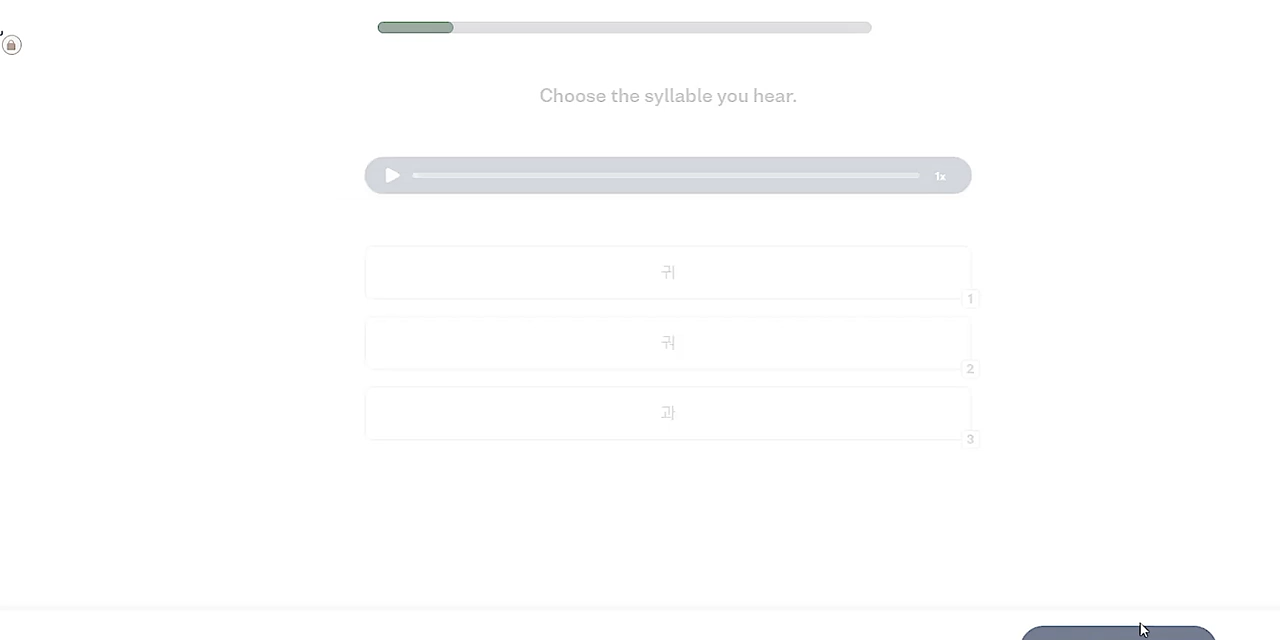 Choose the syllable you hear.
1x
귀
1
궈
2
과
3